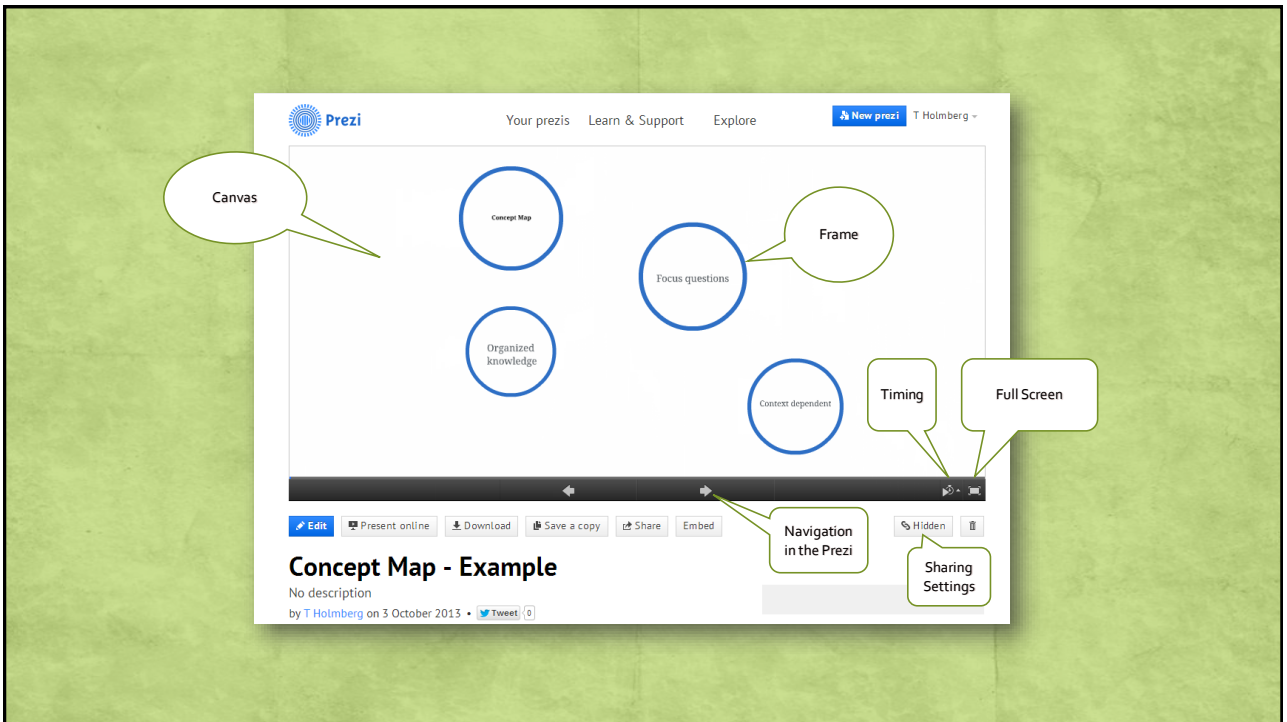 Prezi
Your prezis Learn & Support Explore
New prezi T Holmberg
Canvas
Concept Map
Frame
Focus questions
Organized
knowledge
Context dependent
Timing
Full Screen
Edit Present online Download Save a copy Share Embed
Navigation
in the Prezi
Hidden
Sharing
Settings
Concept Map - Example
No description
by T Holmberg on 3 October 2013 • Tweet 0